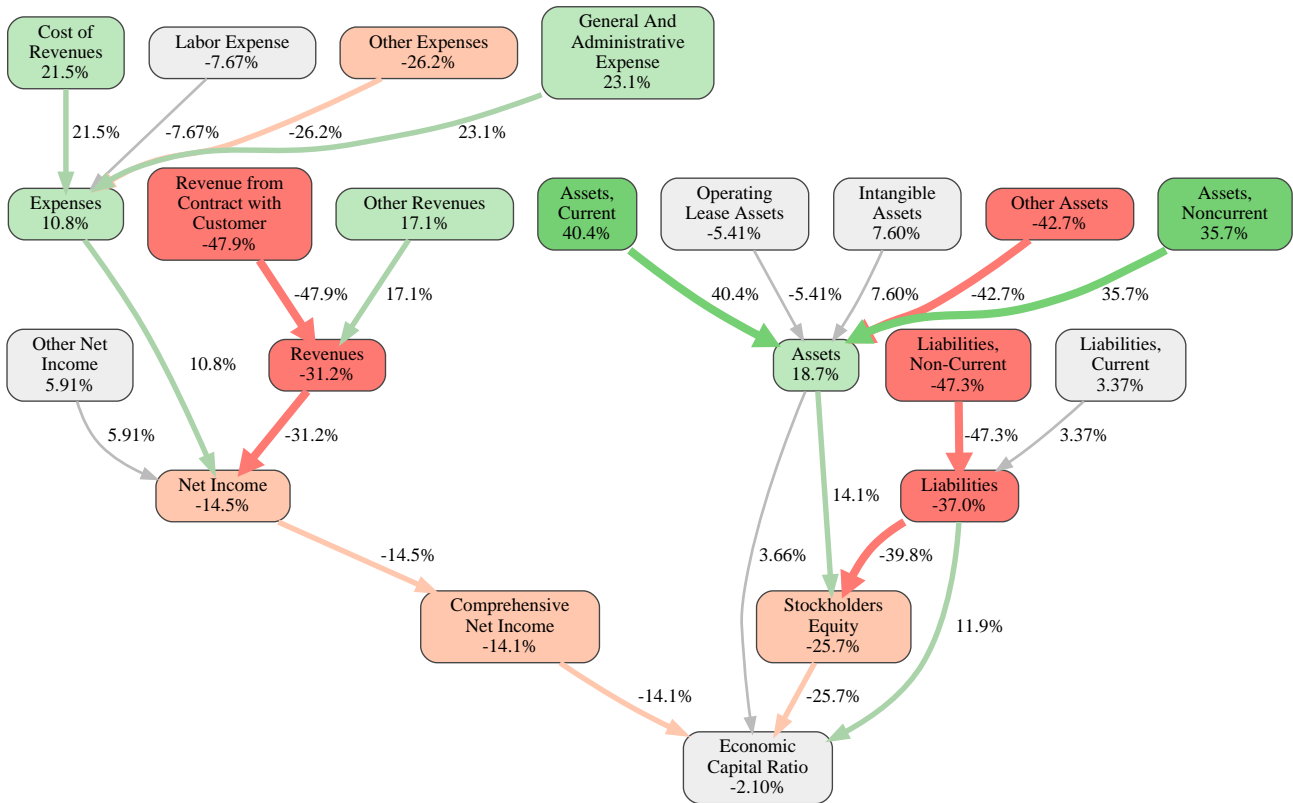 Cost of
Revenues
21.5%
Labor Expense
-7.67%
Other Expenses
-26.2%
General And
Administrative
Expense
23.1%
21.5%
-7.67%
-26.2%
23.1%
Expenses
10.8%
Revenue from
Contract with
Customer
-47.9%
Other Revenues
17.1%
Assets,
Current
40.4%
Operating
Lease Assets
-5.41%
Intangible
Assets
7.60%
Other Assets
-42.7%
Assets,
Noncurrent
35.7%
-47.9%
17.1%
40.4%
-5.41%
7.60%
-42.7%
35.7%
Other Net
Income
5.91%
10.8%
Revenues
-31.2%
Assets
18.7%
Liabilities,
Non-Current
-47.3%
Liabilities,
Current
3.37%
5.91%
-31.2%
-47.3%
3.37%
Net Income
-14.5%
14.1%
Liabilities
-37.0%
-14.5%
3.66%
-39.8%
Comprehensive
Net Income
-14.1%
Stockholders
Equity
-25.7%
11.9%
-14.1%
-25.7%
Economic
Capital Ratio
-2.10%